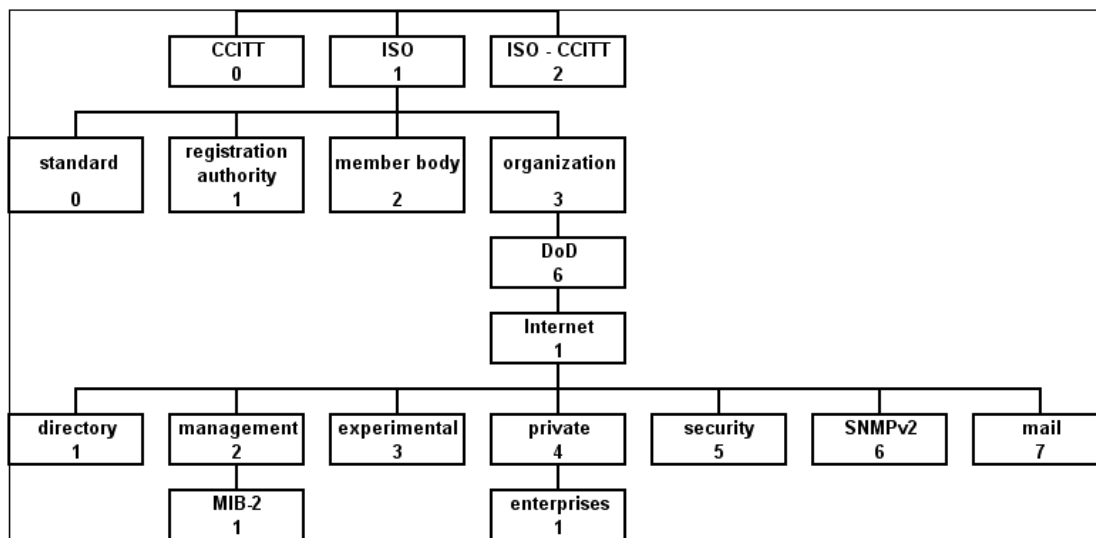 CCITT
0
ISO
1
ISO - CCITT
2
standard
0
registration
authority
1
member body
2
organization
3
DoD
6
Internet
1
directory
1
management
2
experimental
3
private
4
security
5
SNMPv2
6
mail
7
MIB-2
1
enterprises
1